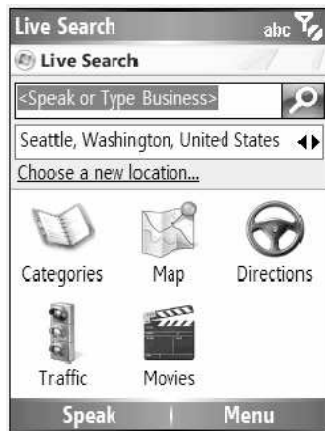 Live Search abc
Live Search
<Speak or Type Business>
Seattle, Washington, United States
Choose a new location...
Categories Map Directions
Traffic Movies
Speak Menu